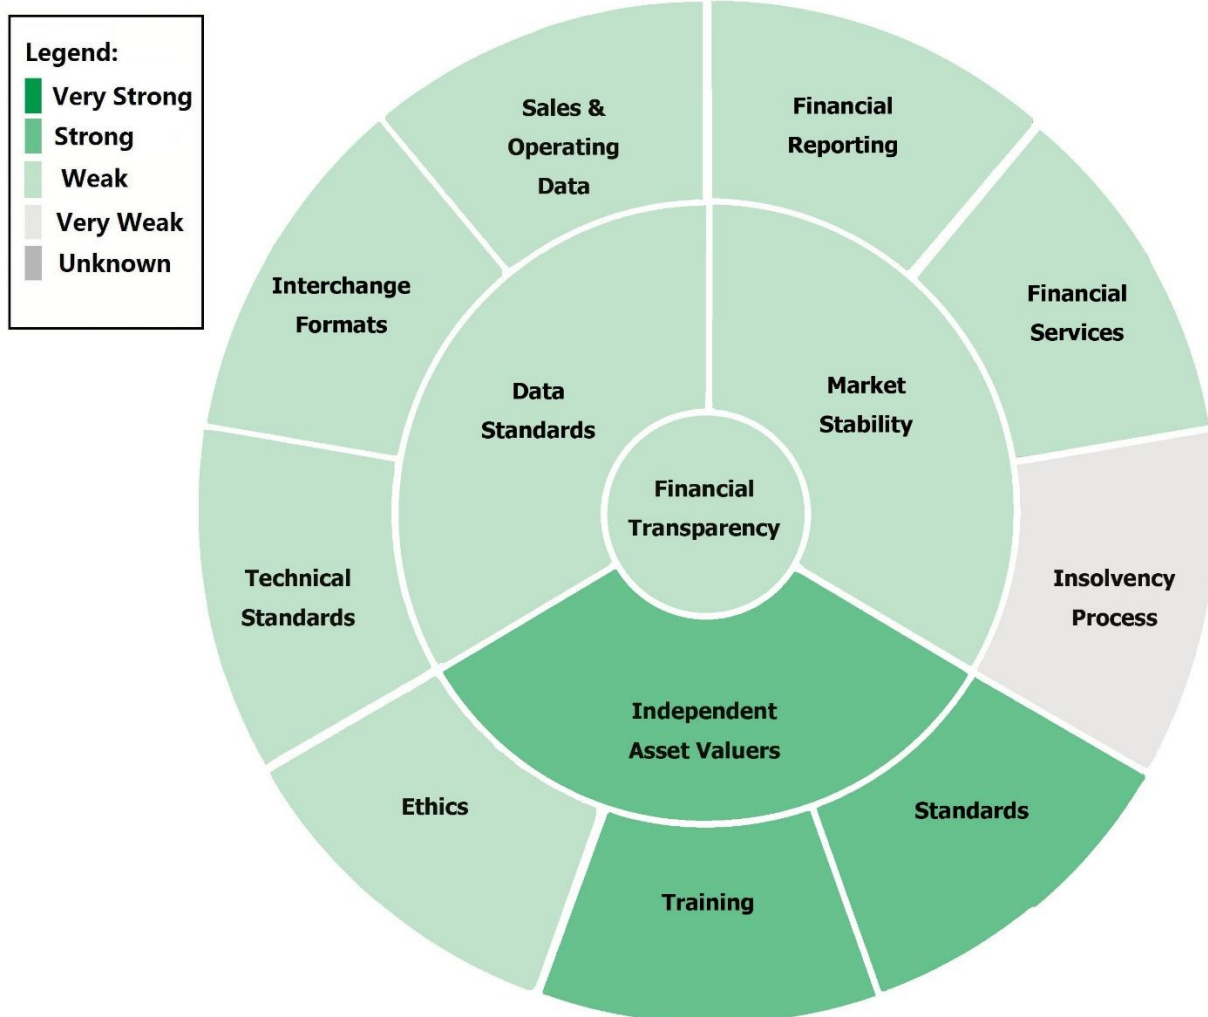 Legend:
Very Strong
Strong
Weak
Very Weak
Unknown
Sales &
Operating
Data
Financial
Reporting
Interchange
Formats
Financial
Services
Data
Standards
Market
Stability
Financial
Transparency
Technical
Standards
Insolvency
Process
Independent
Asset Valuers
Ethics
Standards
Training